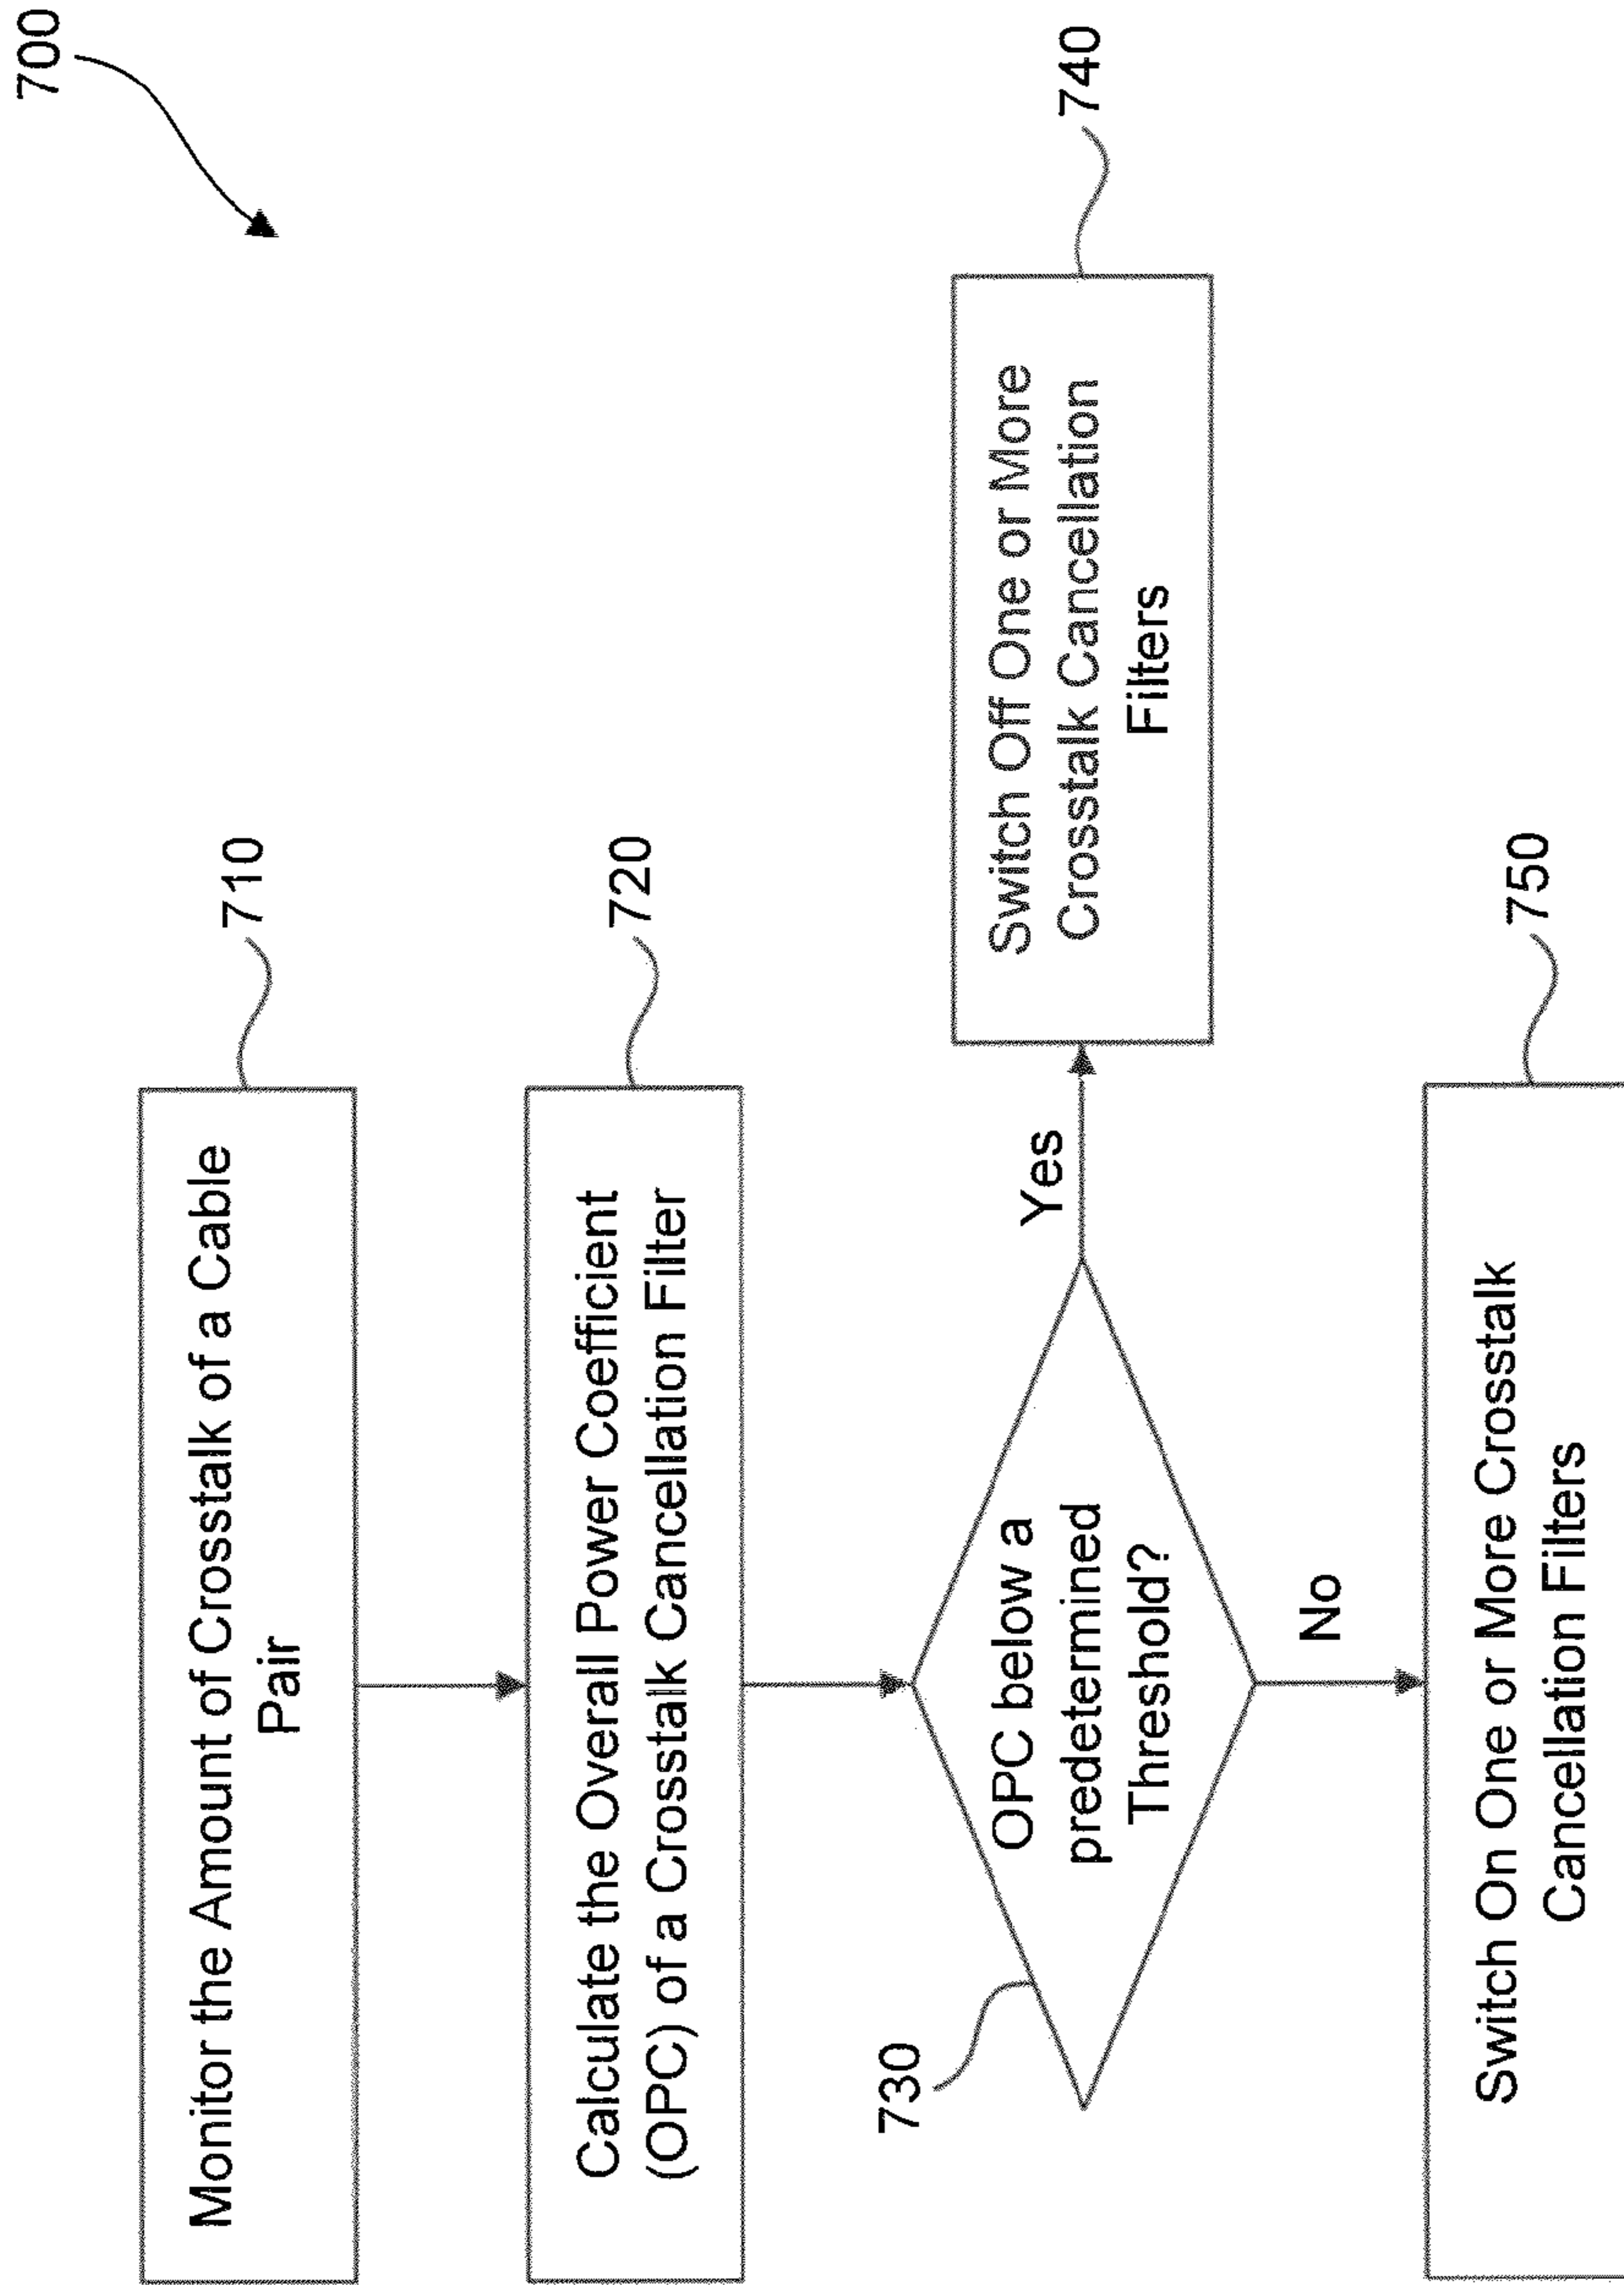 700
Monitor the Amount of Crosstalk of a Cable
Pair
710
Calculate the Overall Power Coefficient
(OPC) of a Crosstalk Cancellation Filter
720
730
OPC below a
predetermined
Threshold?
Yes
Switch Off One or More
Crosstalk Cancellation
Filters
740
No
Switch On One or More Crosstalk
Cancellation Filters
750